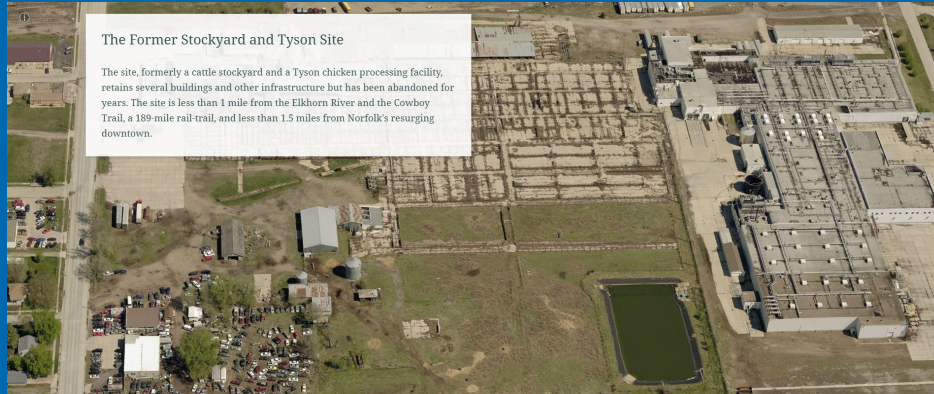 The Former Stockyard and Tyson Site
The site, formerly a cattle stockyard and a Tyson chicken processing facility,
retains several buildings and other infrastructure but has been abandoned for
years. The site is less than 1 mile from the Elkhorn River and the Cowboy
Trail, a 189-mile rail-trail, and less than 1.5 miles from Norfolk's resurging
downtown.